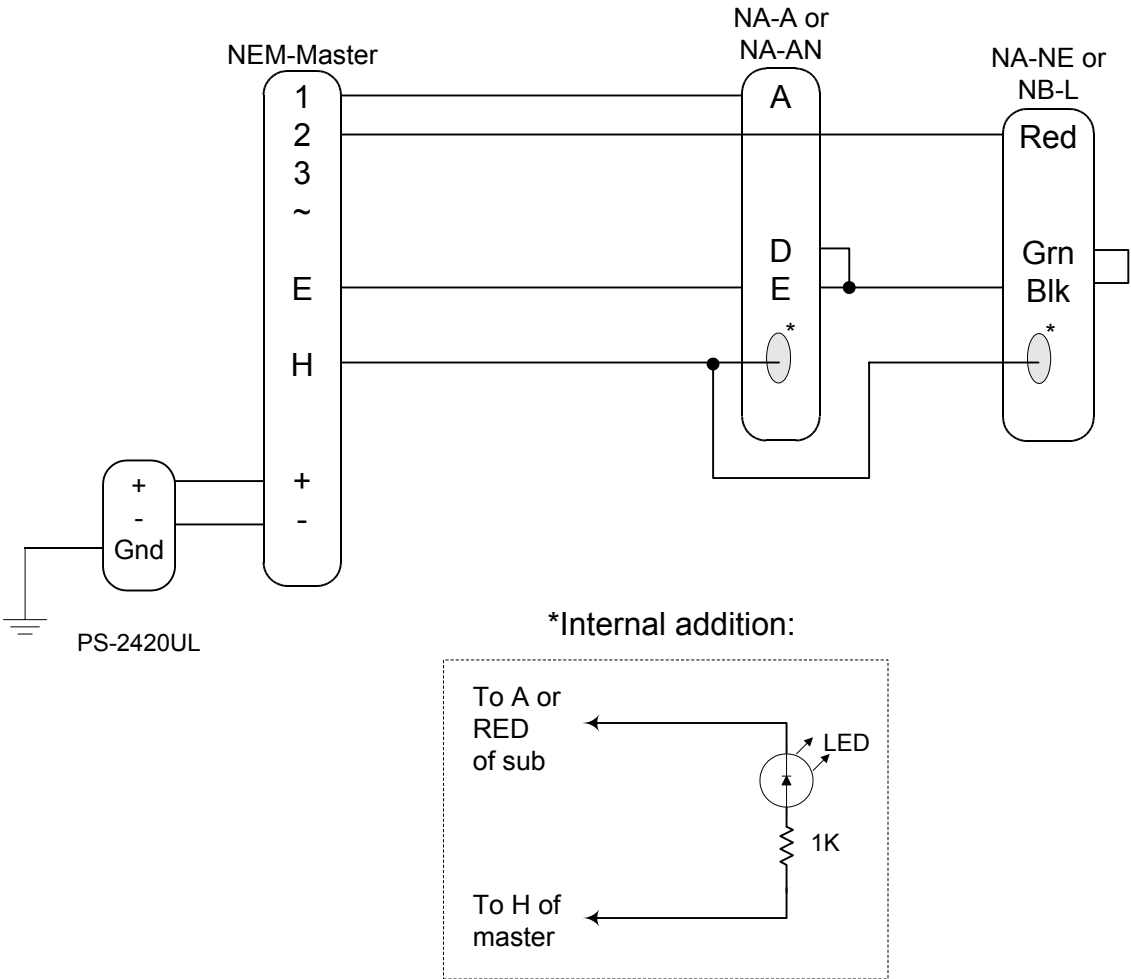 NEM-Master
1
2
3
~
E
H
+
-
NA-A or
NA-AN
A
D
E
*
NA-NE or
NB-L
Red
Grn
Blk
*
+
-
Gnd
PS-2420UL
*Internal addition:
To A or
RED
of sub
LED
1K
To H of
master